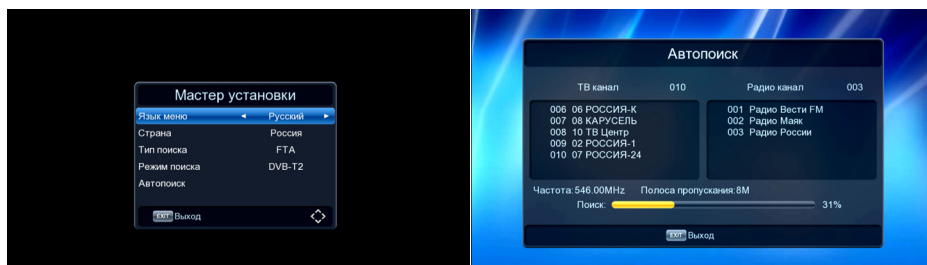 Мастер установки
Язык меню Русский
Страна Россия
Тип поиска FTA
Режим поиска DVB-T2
Автопоиск
EXIT Выход
Автопоиск
ТВ канал 010 Радио канал 003
006 06 РОССИЯ-К 001 Радио Вести FM
007 08 КАРУСЕЛЬ 002 Радио Маяк
008 10 ТВ Центр 003 Радио России
009 02 РОССИЯ-1
010 07 РОССИЯ-24
Частота:546.00MHz Полоса пропускания:8M
Поиск: 31%
EXIT Выход